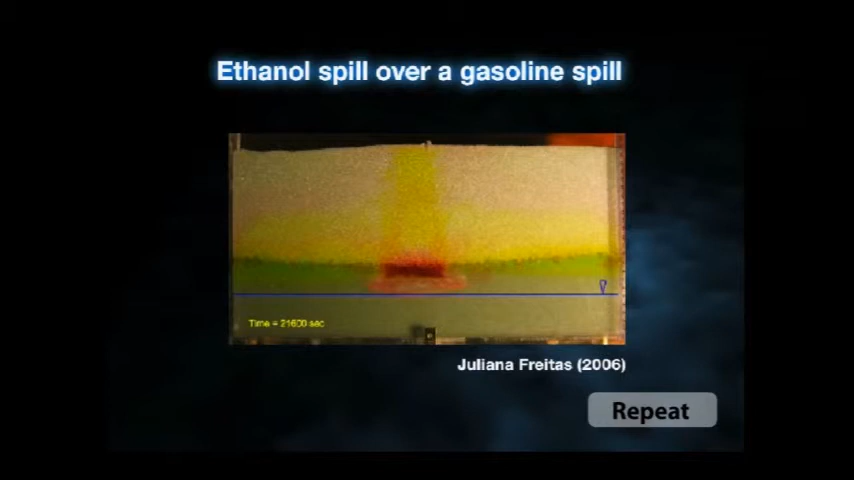 Ethanol spill over a gasoline spill
Time = 21600 sec
Juliana Freitas (2006)
Repeat